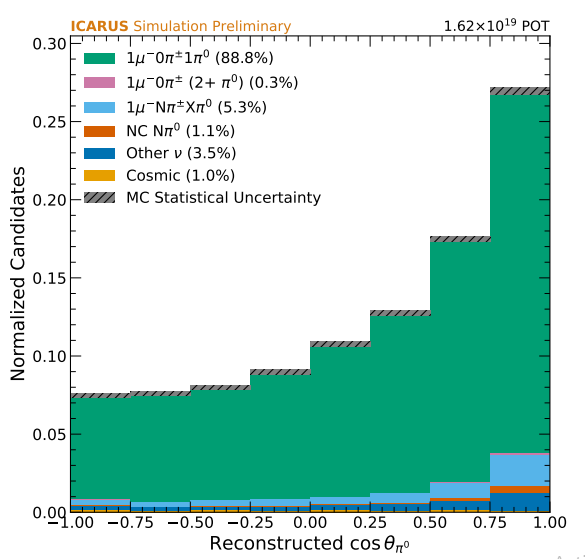 ICARUS Simulation Preliminary 1.62×10¹⁹ POT
0.30
0.25
0.20
0.15
0.10
0.05
0.00
Normalized Candidates
1μ⁻0π±1π⁰ (88.8%)
1μ⁻0π± (2+ π⁰) (0.3%)
1μ⁻Nπ±Xπ⁰ (5.3%)
NC Nπ⁰ (1.1%)
Other ν (3.5%)
Cosmic (1.0%)
MC Statistical Uncertainty
−1.00 −0.75 −0.50 −0.25 0.00 0.25 0.50 0.75 1.00
Reconstructed cos θπ⁰